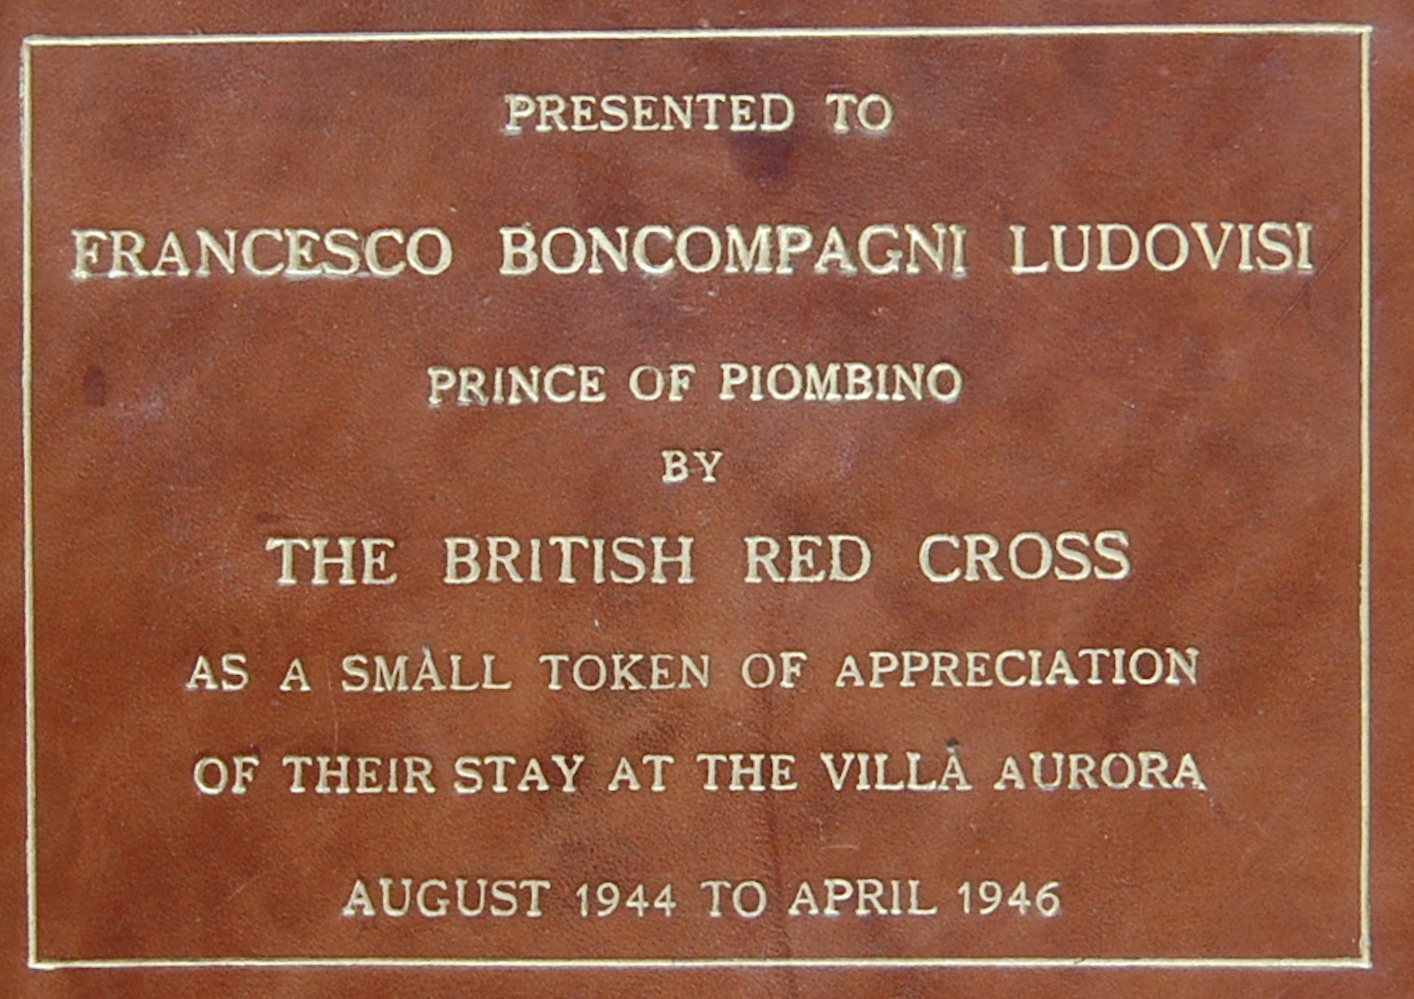 PRESENTED TO
FRANCESCO BONCOMPAGNI LUDOVISI
PRINCE OF PIOMBINO
BY
THE BRITISH RED CROSS
AS A SMALL TOKEN OF APPRECIATION
OF THEIR STAY AT THE VILLA AURORA
AUGUST 1944 TO APRIL 1946